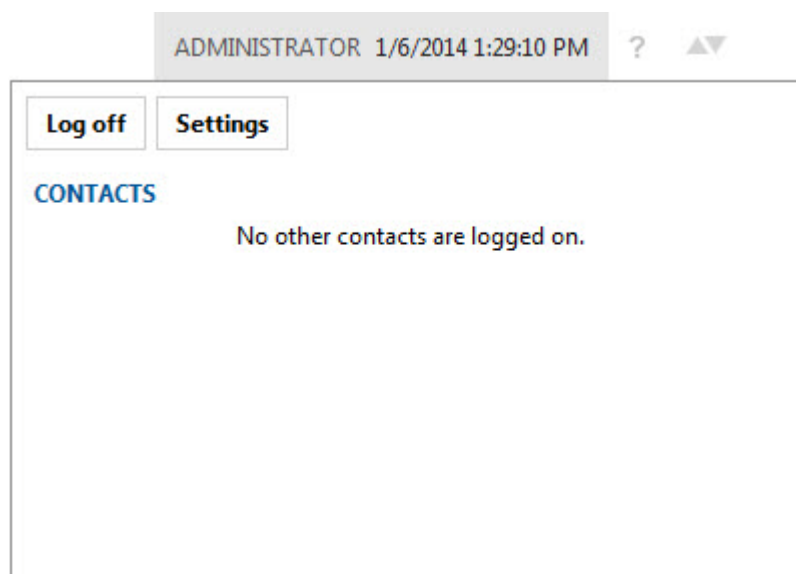 ADMINISTRATOR 1/6/2014 1:29:10 PM ?
Log off Settings
CONTACTS
No other contacts are logged on.